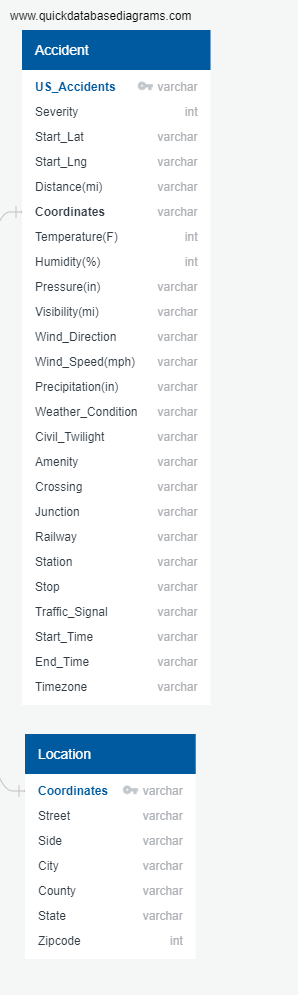 www.quickdatabasediagrams.com
Accident
US_Accidents varchar
Severity int
Start_Lat varchar
Start_Lng varchar
Distance(mi) varchar
Coordinates varchar
Temperature(F) int
Humidity(%) int
Pressure(in) varchar
Visibility(mi) varchar
Wind_Direction varchar
Wind_Speed(mph) varchar
Precipitation(in) varchar
Weather_Condition varchar
Civil_Twilight varchar
Amenity varchar
Crossing varchar
Junction varchar
Railway varchar
Station varchar
Stop varchar
Traffic_Signal varchar
Start_Time varchar
End_Time varchar
Timezone varchar
Location
Coordinates varchar
Street varchar
Side varchar
City varchar
County varchar
State varchar
Zipcode int